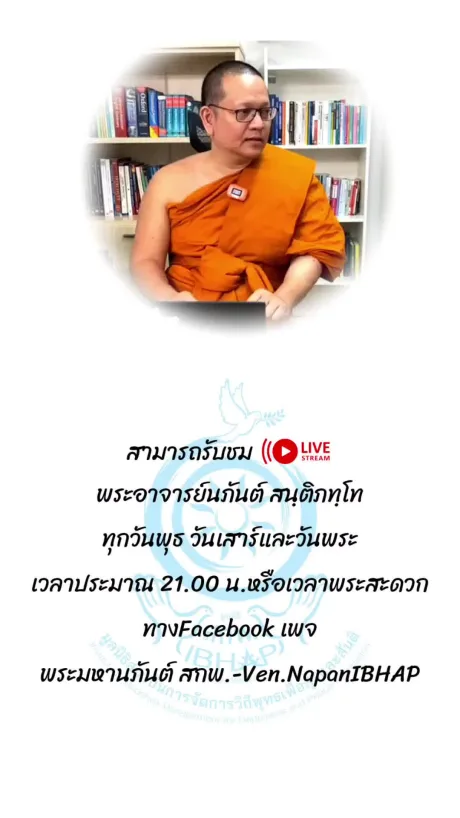 สามารถรับชม LIVE STREAM
พระอาจารย์นภันต์ สนฺติภทฺโท
ทุกวันพุธ วันเสาร์และวันพระ
เวลาประมาณ 21.00 น.หรือเวลาพระสะดวก
ทางFacebook เพจ
พระมหานภันต์ สกพ.-Ven.NapanIBHAP
IBHAP